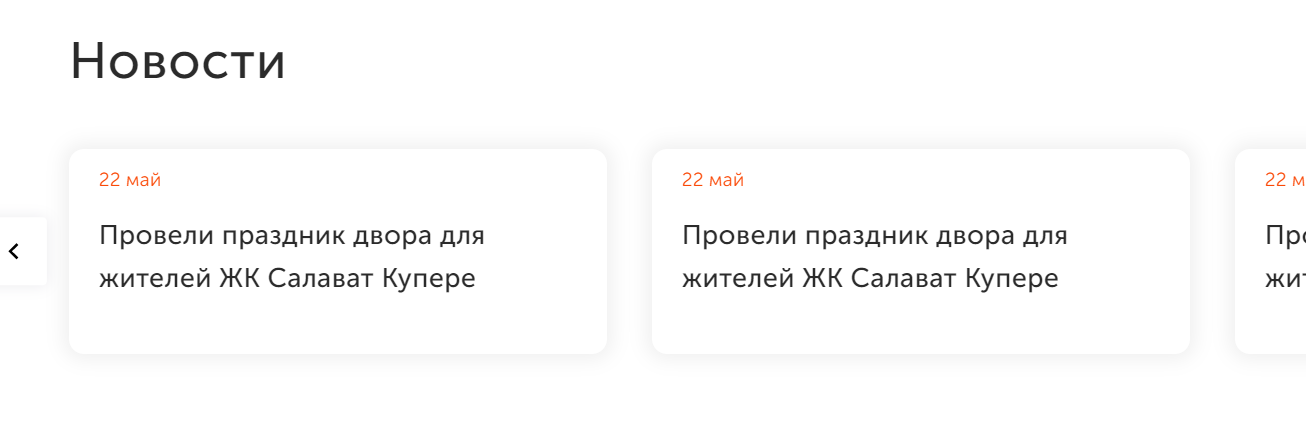 Новости
22 май
Провели праздник двора для
жителей ЖК Салават Купере
22 май
Провели праздник двора для
жителей ЖК Салават Купере
22